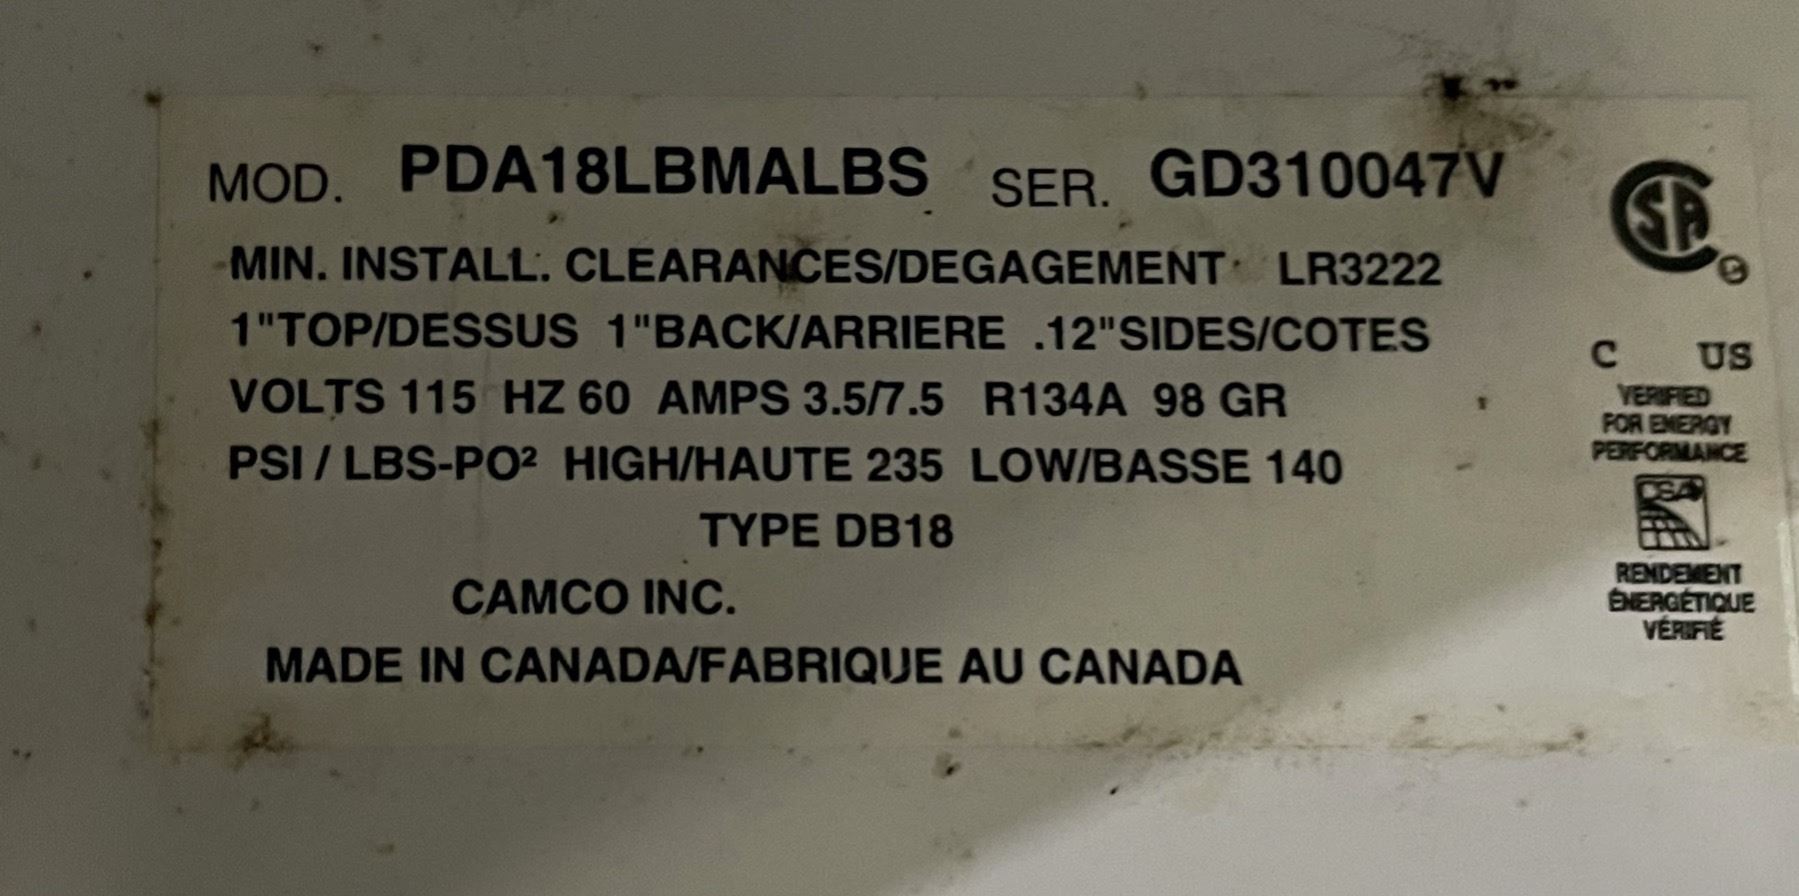 MOD. PDA18LBMALBS SER. GD310047V
MIN. INSTALL. CLEARANCES/DEGAGEMENT LR3222
1"TOP/DESSUS 1"BACK/ARRIERE .12"SIDES/COTES
VOLTS 115 HZ 60 AMPS 3.5/7.5 R134A 98 GR
PSI / LBS-PO² HIGH/HAUTE 235 LOW/BASSE 140
TYPE DB18
CAMCO INC.
MADE IN CANADA/FABRIQUE AU CANADA
CSA
C US
VERIFIED
FOR ENERGY
PERFORMANCE
CSA
RENDEMENT
ÉNERGÉTIQUE
VÉRIFIÉ